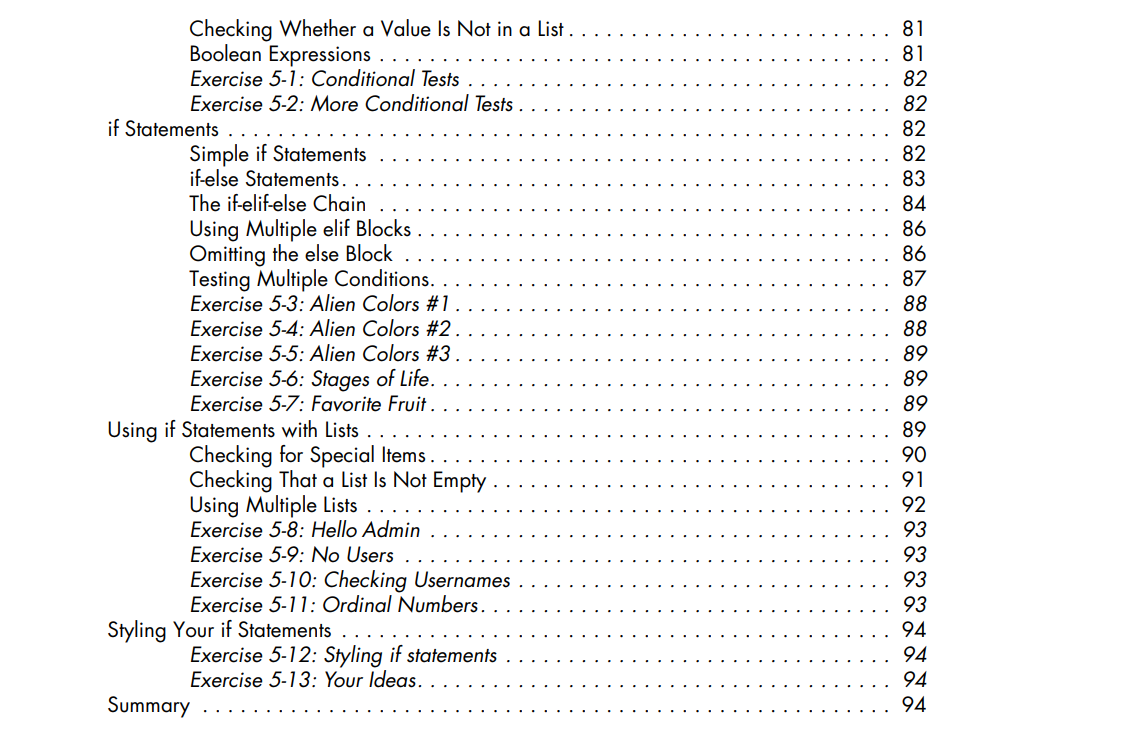 Checking Whether a Value Is Not in a List . . . . . . . . . . . . . . . . . . . . . . . . . . 81
Boolean Expressions . . . . . . . . . . . . . . . . . . . . . . . . . . . . . . . . . . . . . . . . . 81
Exercise 5-1: Conditional Tests . . . . . . . . . . . . . . . . . . . . . . . . . . . . . . . . . . 82
Exercise 5-2: More Conditional Tests . . . . . . . . . . . . . . . . . . . . . . . . . . . . . . 82
if Statements . . . . . . . . . . . . . . . . . . . . . . . . . . . . . . . . . . . . . . . . . . . . . . . . . . . . . 82
Simple if Statements . . . . . . . . . . . . . . . . . . . . . . . . . . . . . . . . . . . . . . . . . 82
if-else Statements. . . . . . . . . . . . . . . . . . . . . . . . . . . . . . . . . . . . . . . . . . . . 83
The if-elif-else Chain . . . . . . . . . . . . . . . . . . . . . . . . . . . . . . . . . . . . . . . . . 84
Using Multiple elif Blocks . . . . . . . . . . . . . . . . . . . . . . . . . . . . . . . . . . . . . . 86
Omitting the else Block . . . . . . . . . . . . . . . . . . . . . . . . . . . . . . . . . . . . . . . 86
Testing Multiple Conditions. . . . . . . . . . . . . . . . . . . . . . . . . . . . . . . . . . . . . 87
Exercise 5-3: Alien Colors #1 . . . . . . . . . . . . . . . . . . . . . . . . . . . . . . . . . . . 88
Exercise 5-4: Alien Colors #2 . . . . . . . . . . . . . . . . . . . . . . . . . . . . . . . . . . . 88
Exercise 5-5: Alien Colors #3 . . . . . . . . . . . . . . . . . . . . . . . . . . . . . . . . . . . 89
Exercise 5-6: Stages of Life. . . . . . . . . . . . . . . . . . . . . . . . . . . . . . . . . . . . . 89
Exercise 5-7: Favorite Fruit . . . . . . . . . . . . . . . . . . . . . . . . . . . . . . . . . . . . . 89
Using if Statements with Lists . . . . . . . . . . . . . . . . . . . . . . . . . . . . . . . . . . . . . . . . . . 89
Checking for Special Items . . . . . . . . . . . . . . . . . . . . . . . . . . . . . . . . . . . . . 90
Checking That a List Is Not Empty . . . . . . . . . . . . . . . . . . . . . . . . . . . . . . . . 91
Using Multiple Lists . . . . . . . . . . . . . . . . . . . . . . . . . . . . . . . . . . . . . . . . . . 92
Exercise 5-8: Hello Admin . . . . . . . . . . . . . . . . . . . . . . . . . . . . . . . . . . . . . 93
Exercise 5-9: No Users . . . . . . . . . . . . . . . . . . . . . . . . . . . . . . . . . . . . . . . 93
Exercise 5-10: Checking Usernames . . . . . . . . . . . . . . . . . . . . . . . . . . . . . . 93
Exercise 5-11: Ordinal Numbers. . . . . . . . . . . . . . . . . . . . . . . . . . . . . . . . . 93
Styling Your if Statements . . . . . . . . . . . . . . . . . . . . . . . . . . . . . . . . . . . . . . . . . . . . 94
Exercise 5-12: Styling if statements . . . . . . . . . . . . . . . . . . . . . . . . . . . . . . . 94
Exercise 5-13: Your Ideas. . . . . . . . . . . . . . . . . . . . . . . . . . . . . . . . . . . . . . 94
Summary . . . . . . . . . . . . . . . . . . . . . . . . . . . . . . . . . . . . . . . . . . . . . . . . . . . . . . . 94